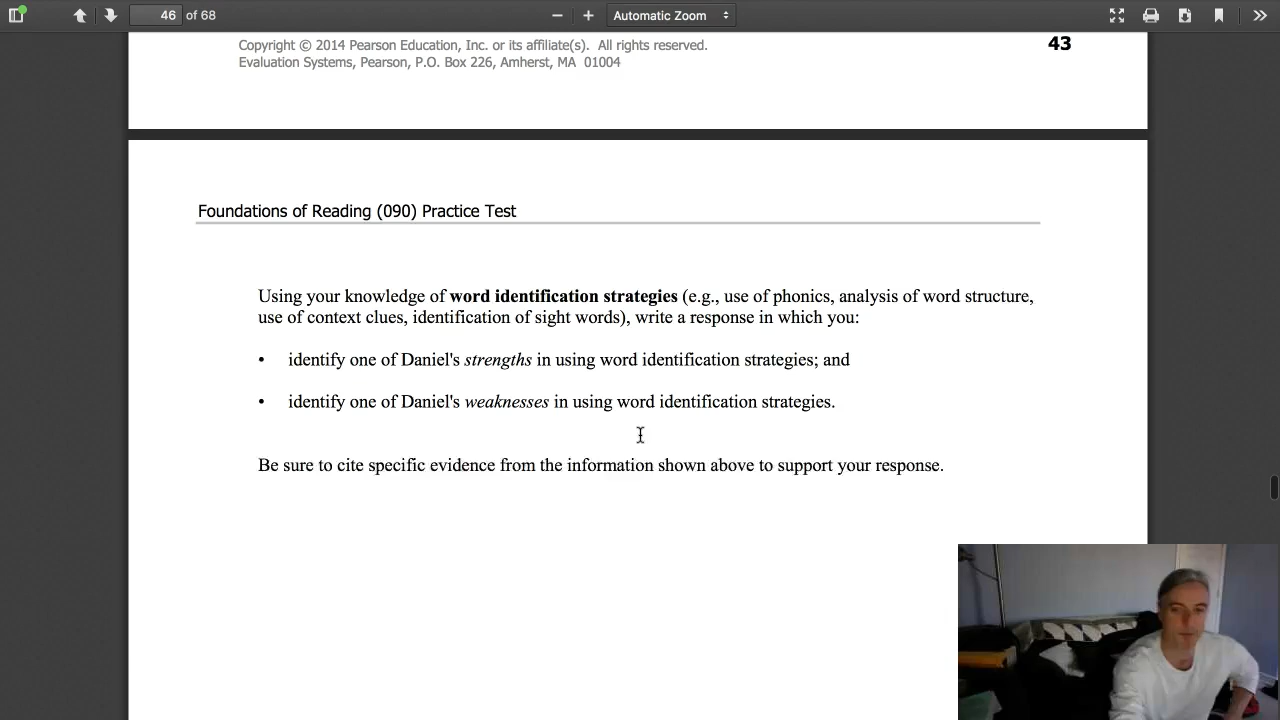 46 of 68
Automatic Zoom
Copyright © 2014 Pearson Education, Inc. or its affiliate(s). All rights reserved.
43
Evaluation Systems, Pearson, P.O. Box 226, Amherst, MA 01004
Foundations of Reading (090) Practice Test
Using your knowledge of word identification strategies (e.g., use of phonics, analysis of word structure,
use of context clues, identification of sight words), write a response in which you:
• identify one of Daniel's strengths in using word identification strategies; and
• identify one of Daniel's weaknesses in using word identification strategies.
Be sure to cite specific evidence from the information shown above to support your response.